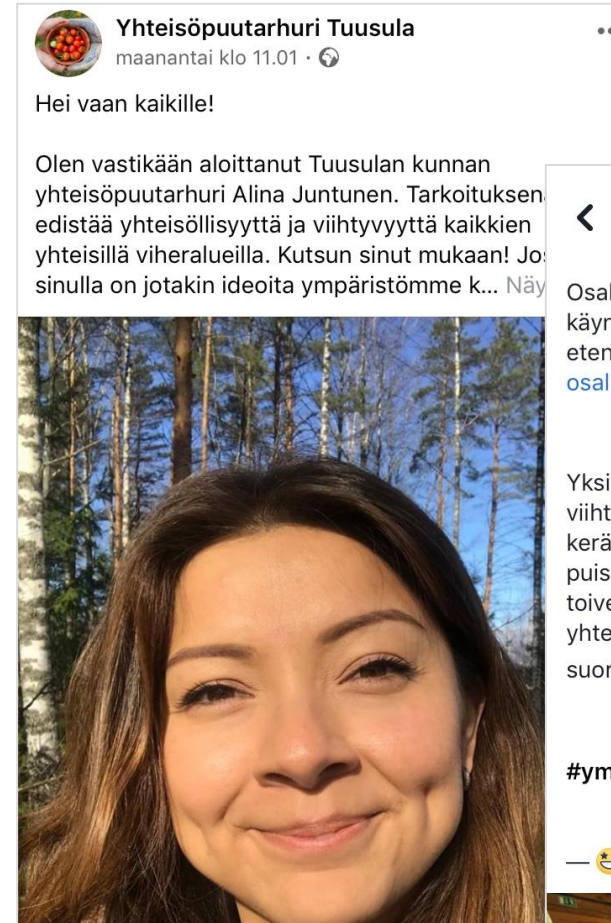 Yhteisöpuutarhuri Tuusula
maanantai klo 11.01 ·
Hei vaan kaikille!
Olen vastikään aloittanut Tuusulan kunnan
yhteisöpuutarhuri Alina Juntunen. Tarkoituksen
edistää yhteisöllisyyttä ja viihtyvyyttä kaikkien
yhteisillä viheralueilla. Kutsun sinut mukaan! Jos
sinulla on jotakin ideoita ympäristömme k... Näy
Osal
käyn
eten
osal
Yksi
viiht
kerä
puis
toive
yhte
suor
#ym